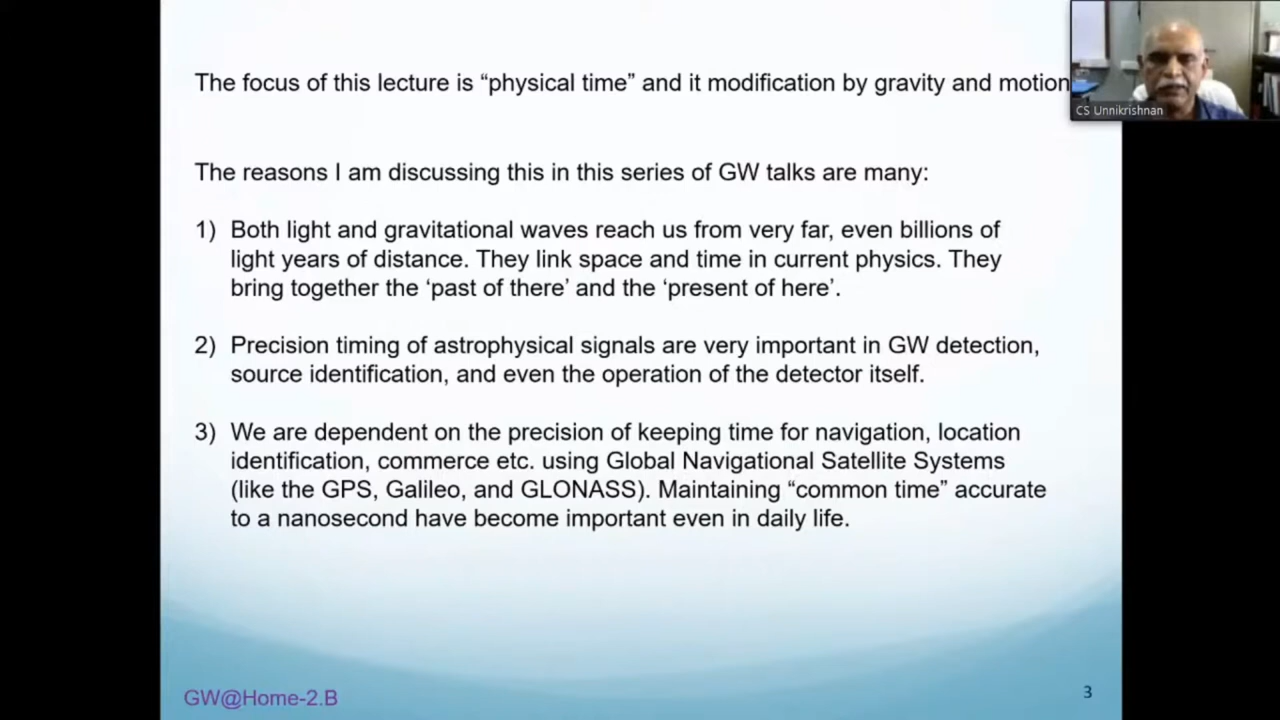 The focus of this lecture is “physical time” and it modification by gravity and motion
CS Unnikrishnan
The reasons I am discussing this in this series of GW talks are many:
1) Both light and gravitational waves reach us from very far, even billions of
light years of distance. They link space and time in current physics. They
bring together the ‘past of there’ and the ‘present of here’.
2) Precision timing of astrophysical signals are very important in GW detection,
source identification, and even the operation of the detector itself.
3) We are dependent on the precision of keeping time for navigation, location
identification, commerce etc. using Global Navigational Satellite Systems
(like the GPS, Galileo, and GLONASS). Maintaining “common time” accurate
to a nanosecond have become important even in daily life.
GW@Home-2.B
3